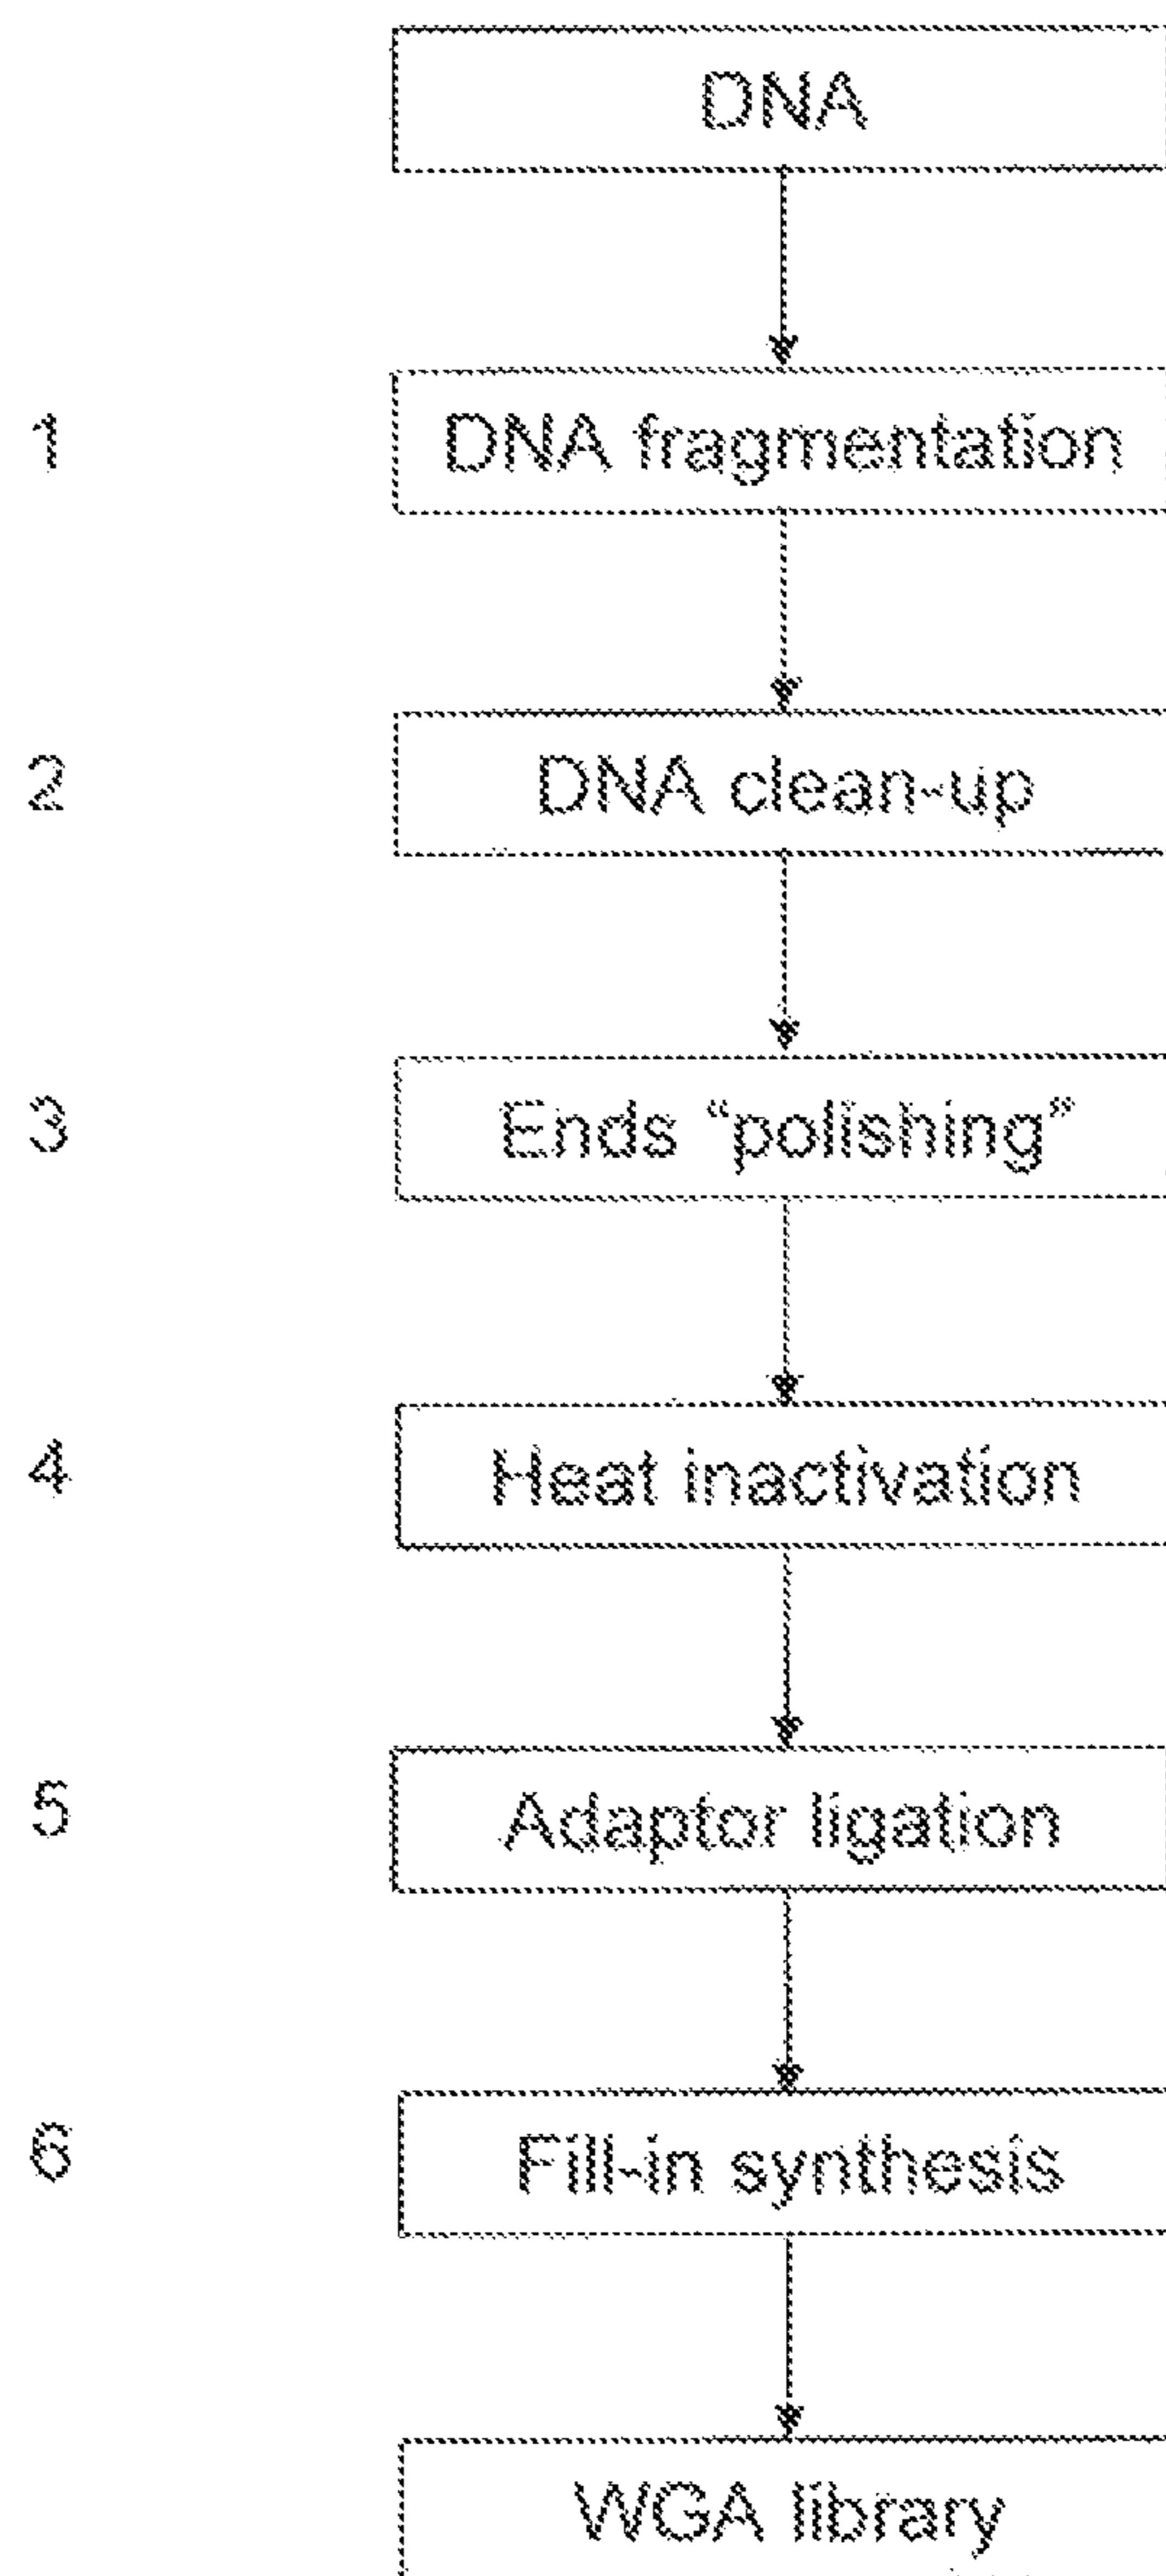 DNA
1 DNA fragmentation
2 DNA clean-up
3 Ends “polishing”
4 Heat inactivation
5 Adaptor ligation
6 Fill-in synthesis
WGA library